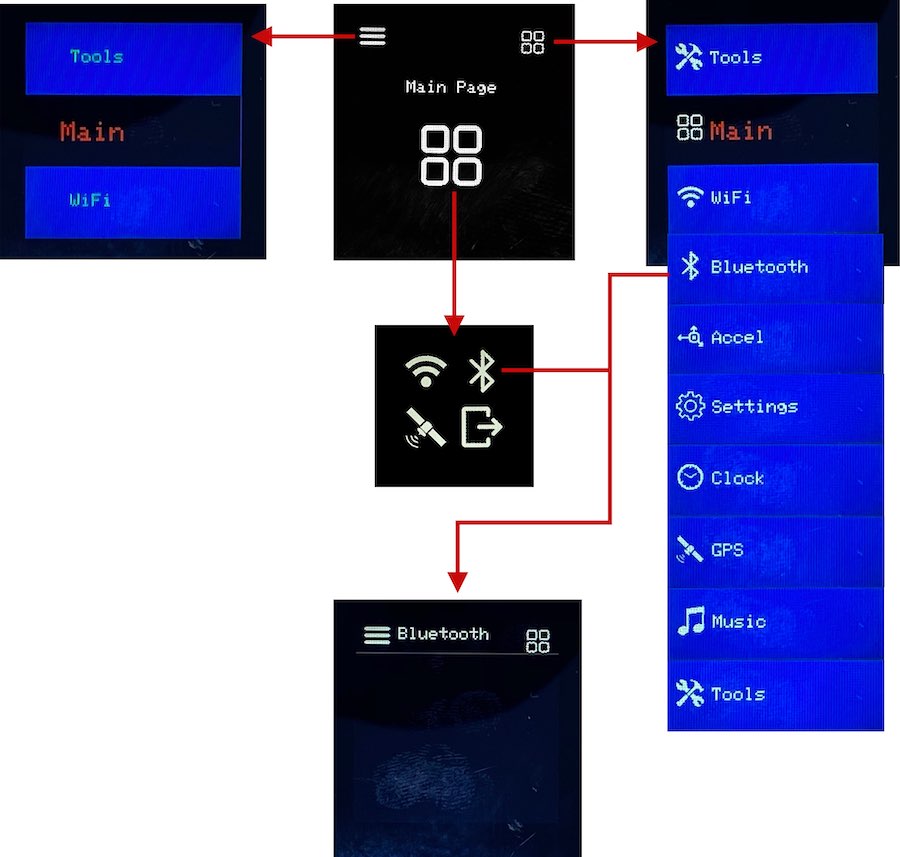 Tools
Main
WiFi
Main Page
Tools
Main
WiFi
Bluetooth
Accel
Settings
Clock
GPS
Music
Tools
Bluetooth